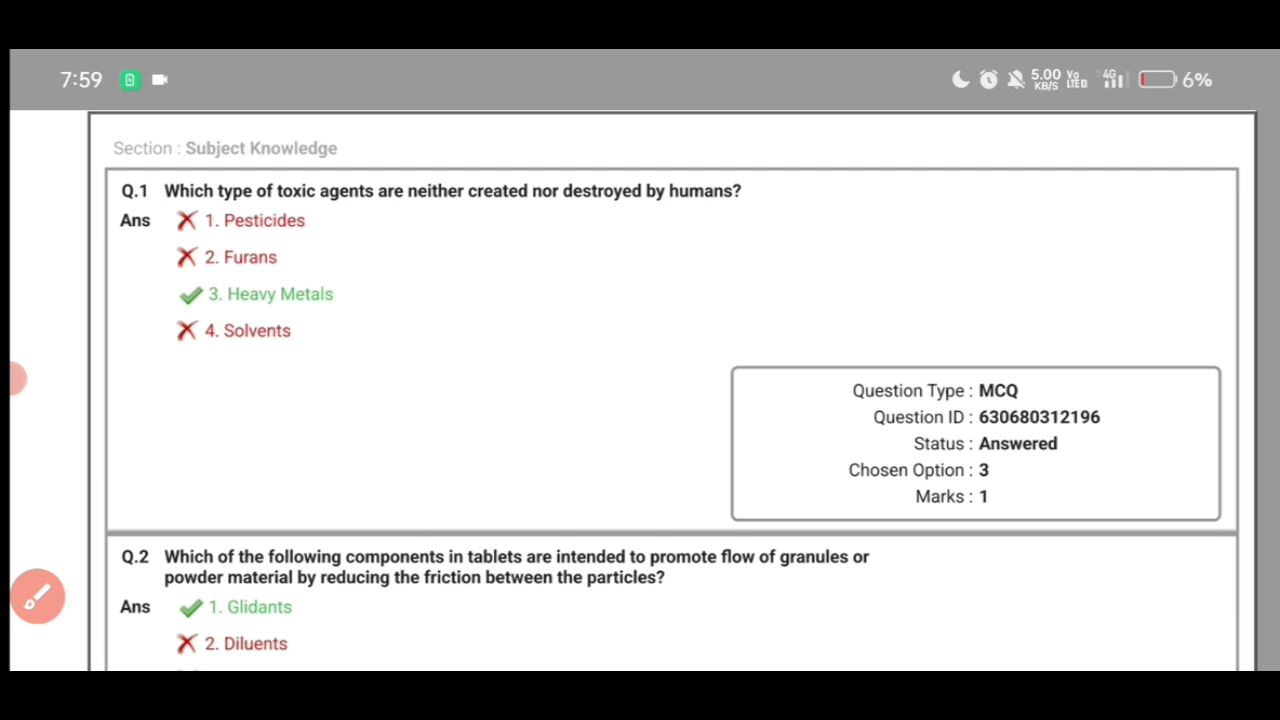 7:59 5.00 KB/S Vo LTE 4G 6%
Section : Subject Knowledge
Q.1 Which type of toxic agents are neither created nor destroyed by humans?
Ans 1. Pesticides
2. Furans
3. Heavy Metals
4. Solvents
Question Type : MCQ
Question ID : 630680312196
Status : Answered
Chosen Option : 3
Marks : 1
Q.2 Which of the following components in tablets are intended to promote flow of granules or
powder material by reducing the friction between the particles?
Ans 1. Glidants
2. Diluents